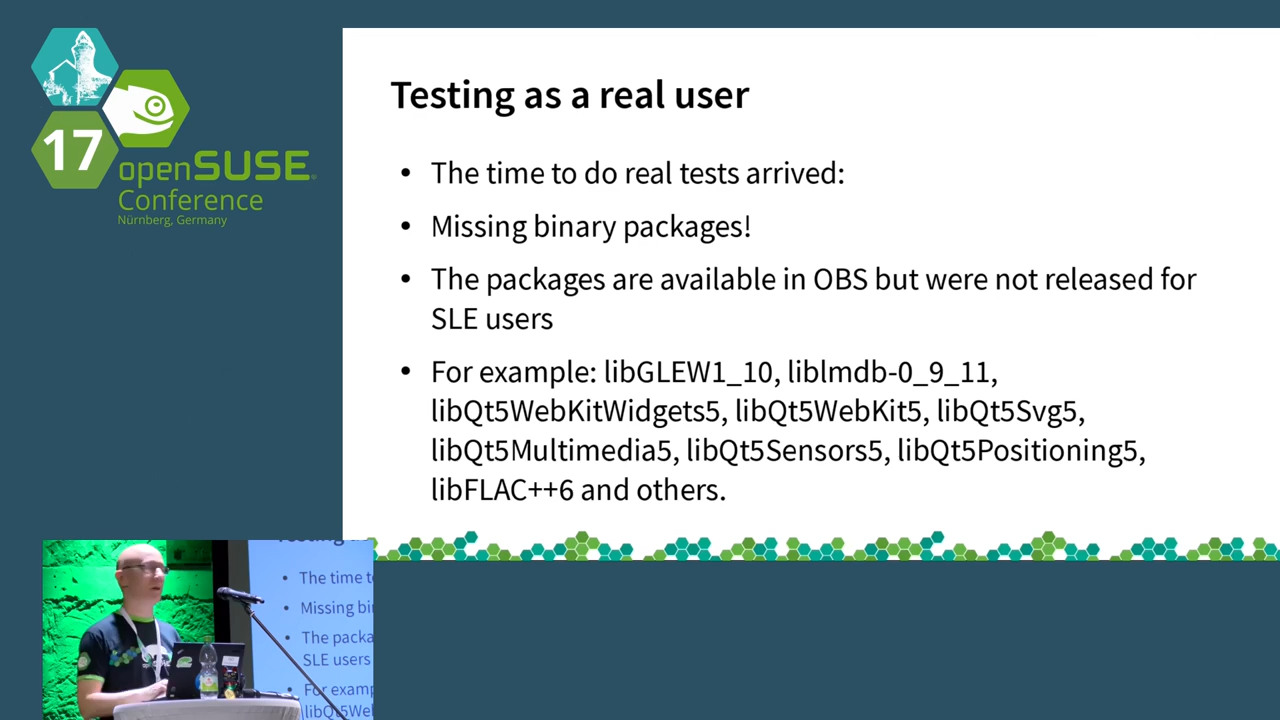 17
openSUSE
Conference
Nürnberg, Germany
Testing as a real user
• The time to do real tests arrived:
• Missing binary packages!
• The packages are available in OBS but were not released for
SLE users
• For example: libGLEW1_10, liblmdb-0_9_11,
libQt5WebKitWidgets5, libQt5WebKit5, libQt5Svg5,
libQt5Multimedia5, libQt5Sensors5, libQt5Positioning5,
libFLAC++6 and others.
• The time t
• Missing bi
• The packa
SLE users
• For examp
libQt5We